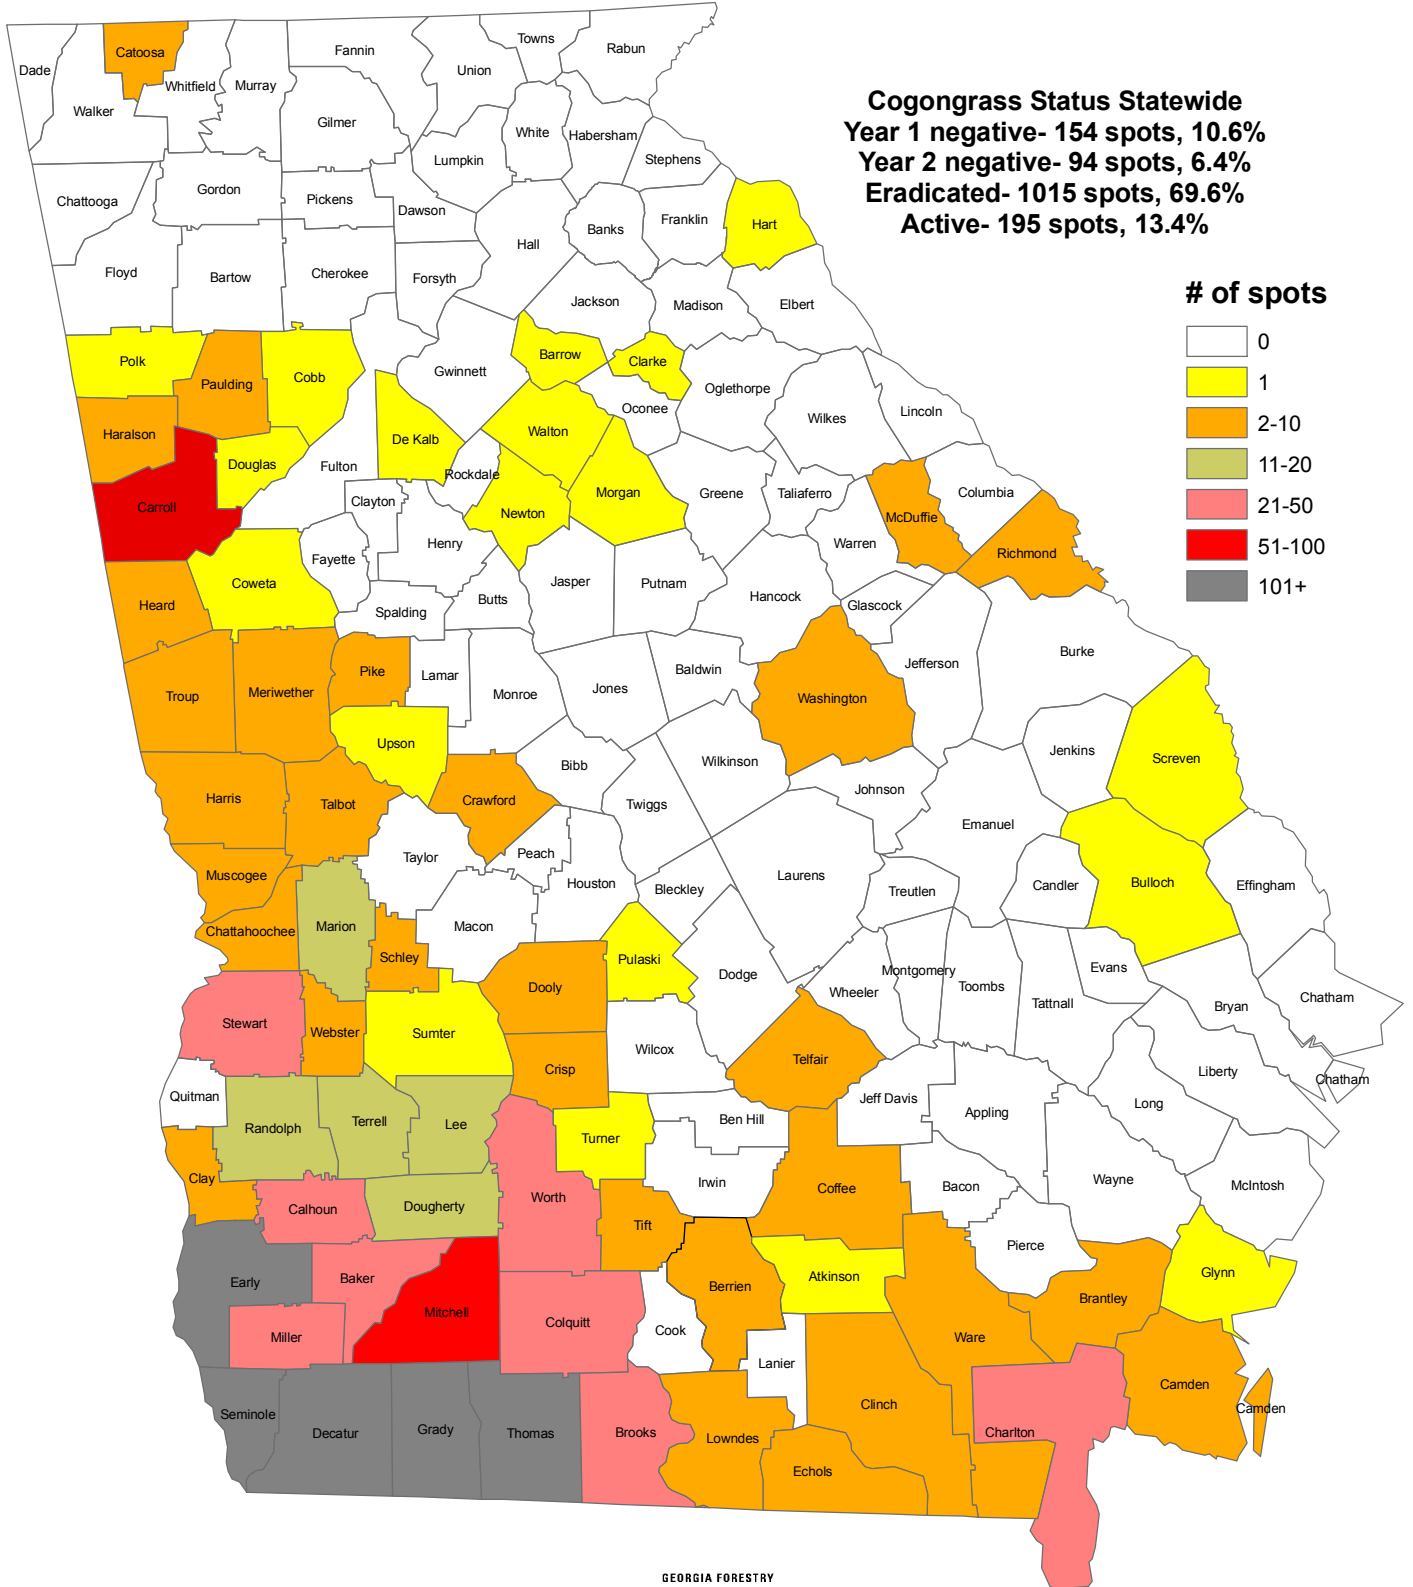 Cogongrass Status Statewide
Year 1 negative- 154 spots, 10.6%
Year 2 negative- 94 spots, 6.4%
Eradicated- 1015 spots, 69.6%
Active- 195 spots, 13.4%
# of spots
0
1
2-10
11-20
21-50
51-100
101+
Dade
Catoosa
Walker
Whitfield
Murray
Fannin
Union
Towns
Rabun
Gilmer
White
Habersham
Lumpkin
Stephens
Chattooga
Gordon
Pickens
Dawson
Franklin
Hart
Banks
Hall
Floyd
Bartow
Cherokee
Forsyth
Jackson
Madison
Elbert
Polk
Paulding
Cobb
Gwinnett
Barrow
Clarke
Oglethorpe
Oconee
Wilkes
Lincoln
Haralson
Douglas
Fulton
De Kalb
Walton
Rockdale
Newton
Morgan
Greene
Taliaferro
Columbia
McDuffie
Carroll
Clayton
Henry
Fayette
Warren
Richmond
Coweta
Jasper
Putnam
Hancock
Glascock
Heard
Spalding
Butts
Burke
Jefferson
Pike
Lamar
Monroe
Jones
Baldwin
Washington
Troup
Meriwether
Upson
Bibb
Wilkinson
Jenkins
Screven
Harris
Talbot
Crawford
Twiggs
Johnson
Emanuel
Taylor
Peach
Houston
Bleckley
Laurens
Treutlen
Candler
Bulloch
Effingham
Muscogee
Chattahoochee
Marion
Macon
Schley
Pulaski
Dodge
Wheeler
Montgomery
Toombs
Tattnall
Evans
Bryan
Chatham
Dooly
Stewart
Webster
Sumter
Crisp
Wilcox
Telfair
Liberty
Chatham
Quitman
Randolph
Terrell
Lee
Turner
Ben Hill
Jeff Davis
Appling
Long
Clay
Calhoun
Dougherty
Worth
Irwin
Tift
Coffee
Bacon
Wayne
McIntosh
Early
Baker
Berrien
Atkinson
Pierce
Brantley
Glynn
Miller
Mitchell
Colquitt
Cook
Lanier
Ware
Seminole
Decatur
Grady
Thomas
Brooks
Lowndes
Clinch
Echols
Charlton
Camden
Camden
GEORGIA FORESTRY